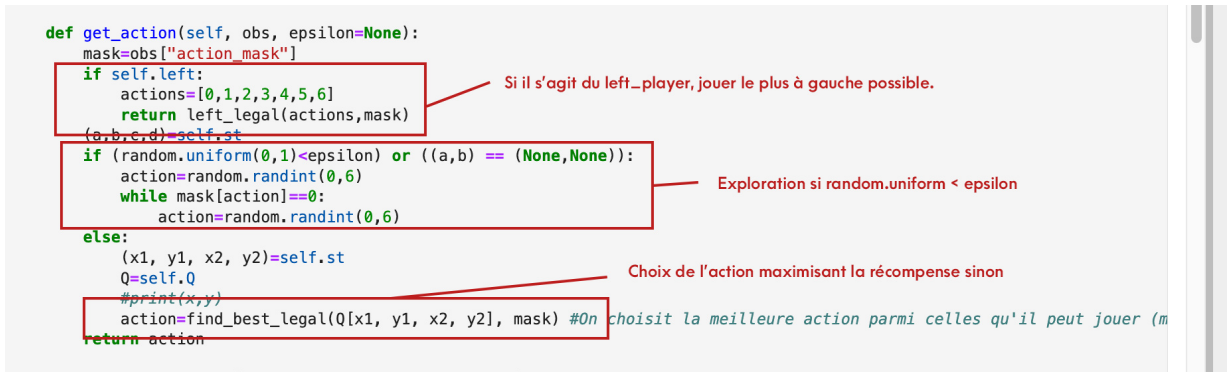 def get_action(self, obs, epsilon=None):
mask=obs["action_mask"]
if self.left:
actions=[0,1,2,3,4,5,6]
return left_legal(actions,mask)
Si il s'agit du left_player, jouer le plus à gauche possible.
(a,b,c,d)=self.st
if (random.uniform(0,1)<epsilon) or ((a,b) == (None,None)):
action=random.randint(0,6)
while mask[action]==0:
action=random.randint(0,6)
Exploration si random.uniform < epsilon
else:
(x1, y1, x2, y2)=self.st
Q=self.Q
#print(x,y)
Choix de l'action maximisant la récompense sinon
action=find_best_legal(Q[x1, y1, x2, y2], mask) #On choisit la meilleure action parmi celles qu'il peut jouer (m
return action